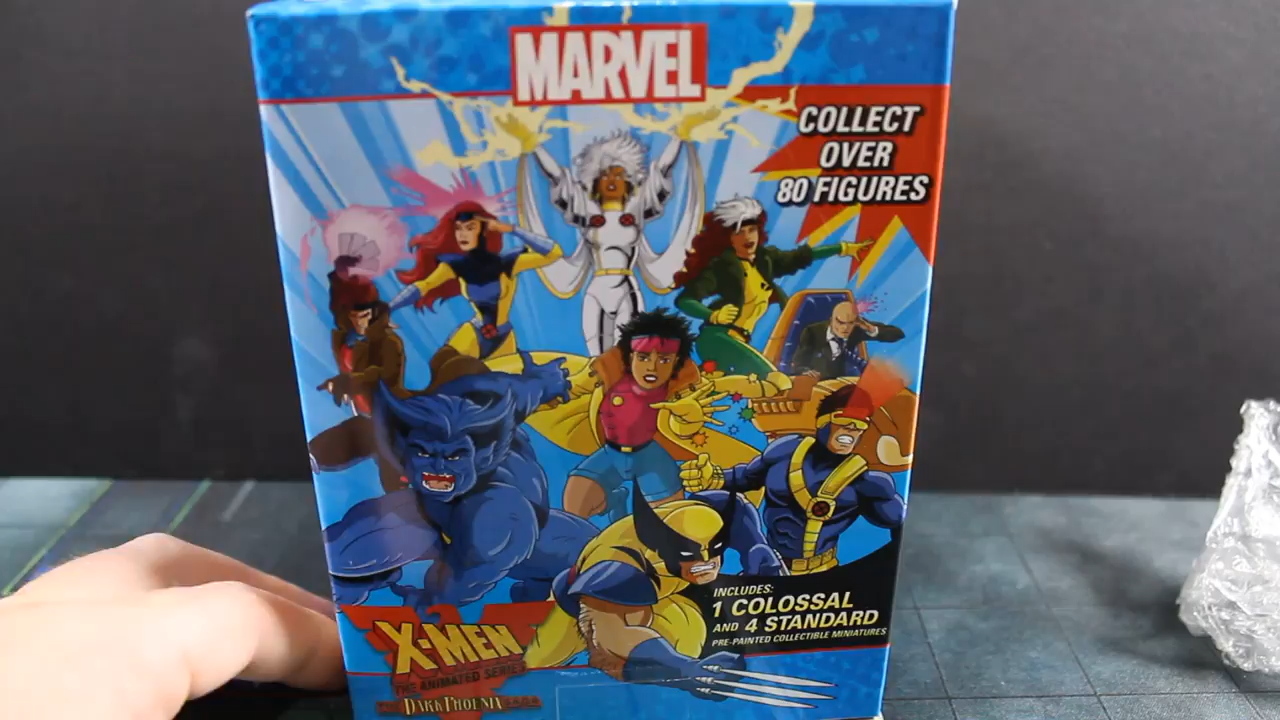 MARVEL
COLLECT
OVER
80 FIGURES
INCLUDES:
1 COLOSSAL
AND 4 STANDARD
PRE-PAINTED COLLECTIBLE MINIATURES
X-MEN
THE ANIMATED SERIES
DARK PHOENIX SAGA